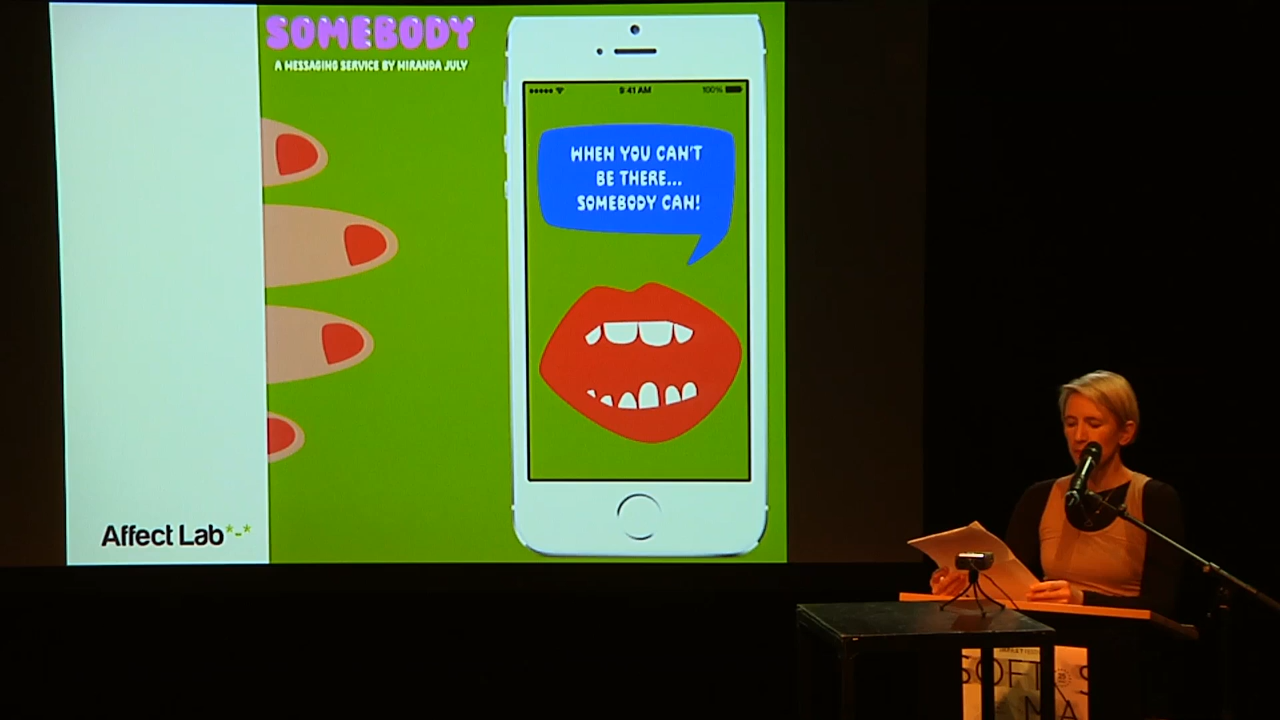 SOMEBODY
A MESSAGING SERVICE BY MIRANDA JULY
9:41 AM
100%
WHEN YOU CAN'T
BE THERE...
SOMEBODY CAN!
Affect Lab*-*
SOFT